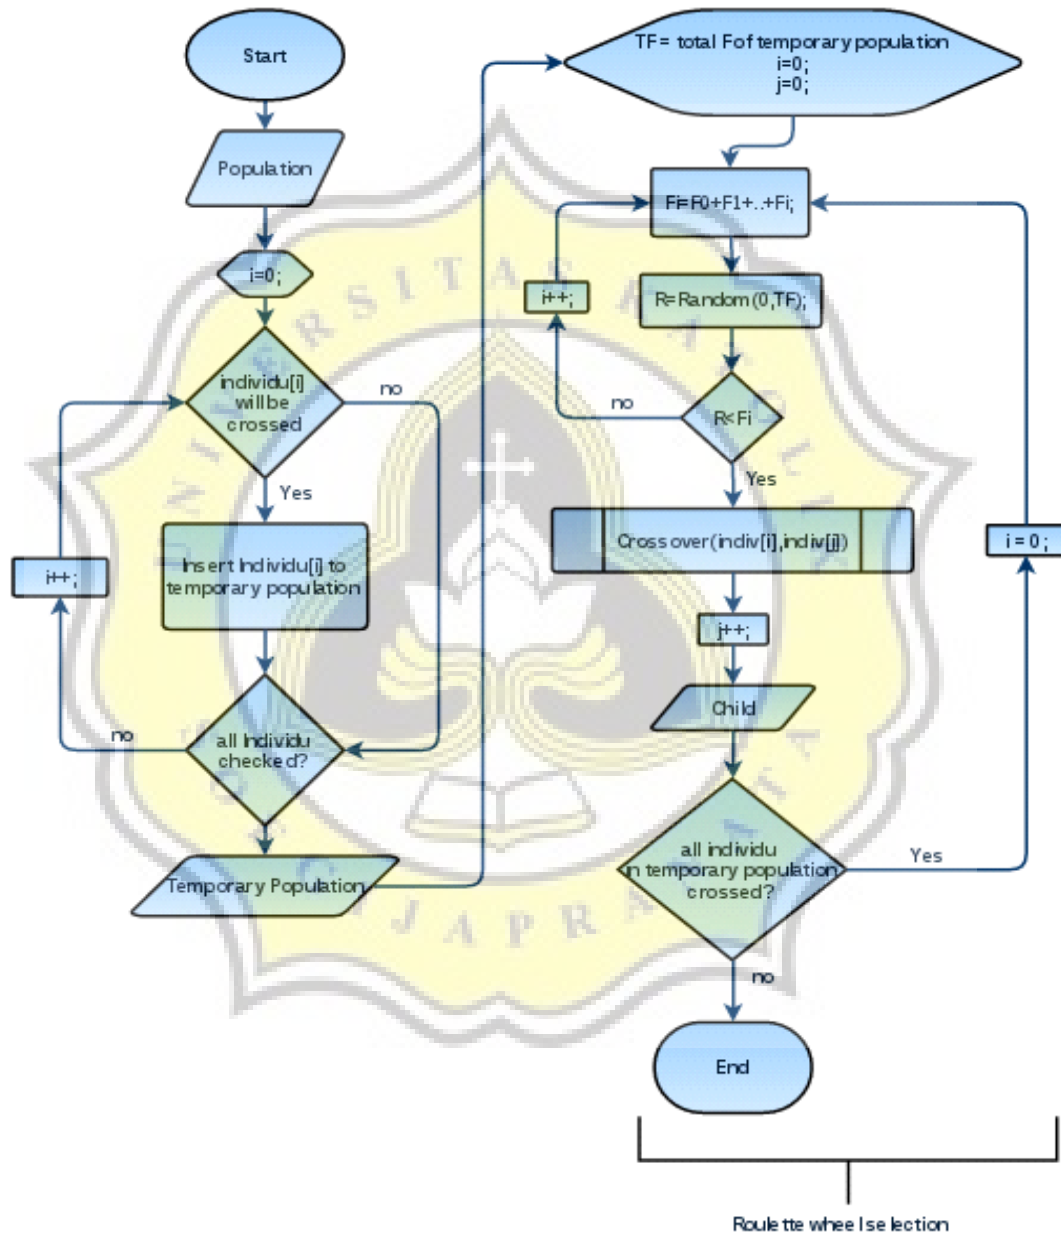 Start
Population
i=0;
individu[i]
will be
crossed
no
Yes
Insert Individu[i] to
temporary population
i++;
all Individu
checked?
no
Temporary Population
TF= total F of temporary population
i=0;
j=0;
Fi=F0+F1+..+Fi;
i++;
R=Random(0,TF);
R<Fi
no
Yes
Cross over(indiv[i],indiv[j])
i = 0 ;
j++;
Child
all individu
in temporary population
crossed?
Yes
no
End
Roulette wheel selection